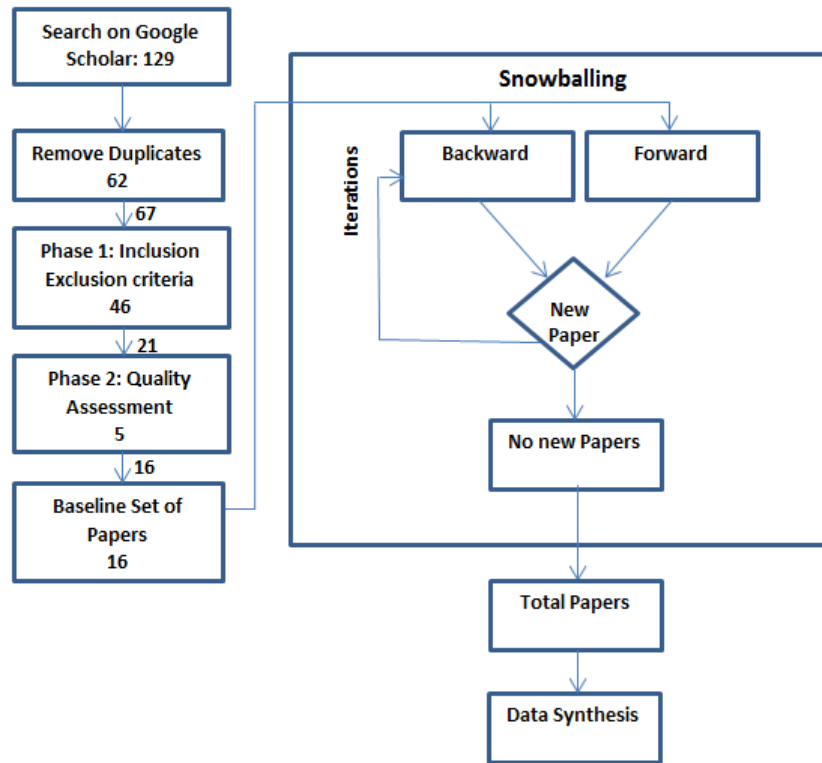 Search on Google
Scholar: 129
Remove Duplicates
62
67
Phase 1: Inclusion
Exclusion criteria
46
21
Phase 2: Quality
Assessment
5
16
Baseline Set of
Papers
16
Snowballing
Backward
Forward
Iterations
New
Paper
No new Papers
Total Papers
Data Synthesis